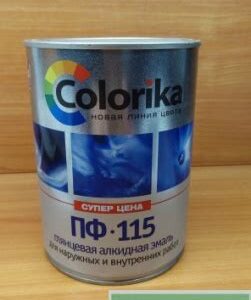 Colorika
новая линия цвета
СУПЕР ЦЕНА
ПФ-115
глянцевая алкидная эмаль
для наружных и внутренних работ